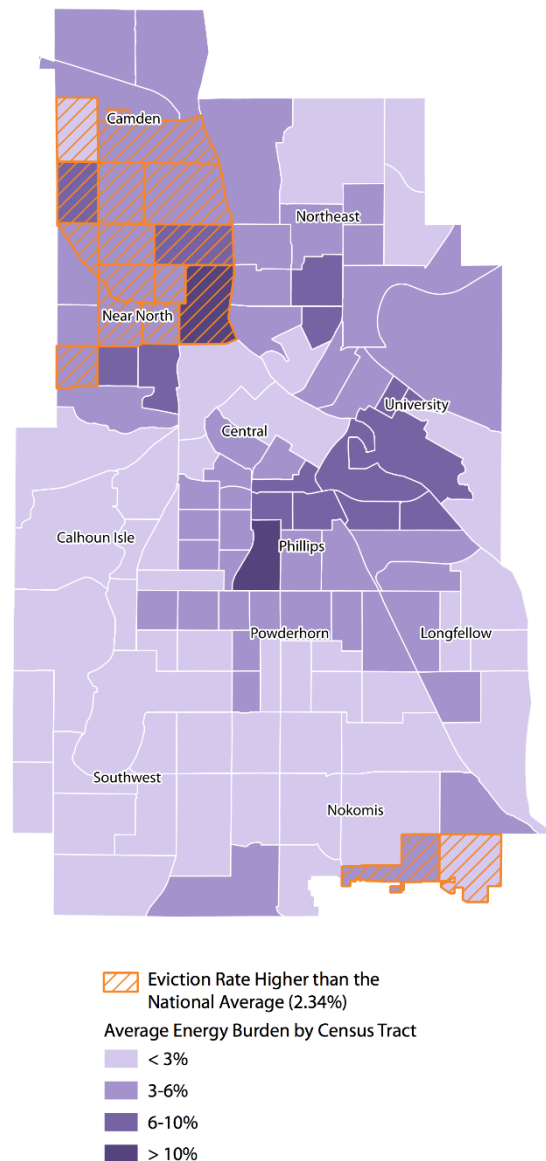 Camden
Northeast
Near North
University
Central
Calhoun Isle
Phillips
Powderhorn
Longfellow
Southwest
Nokomis
Eviction Rate Higher than the
National Average (2.34%)
Average Energy Burden by Census Tract
< 3%
3-6%
6-10%
> 10%